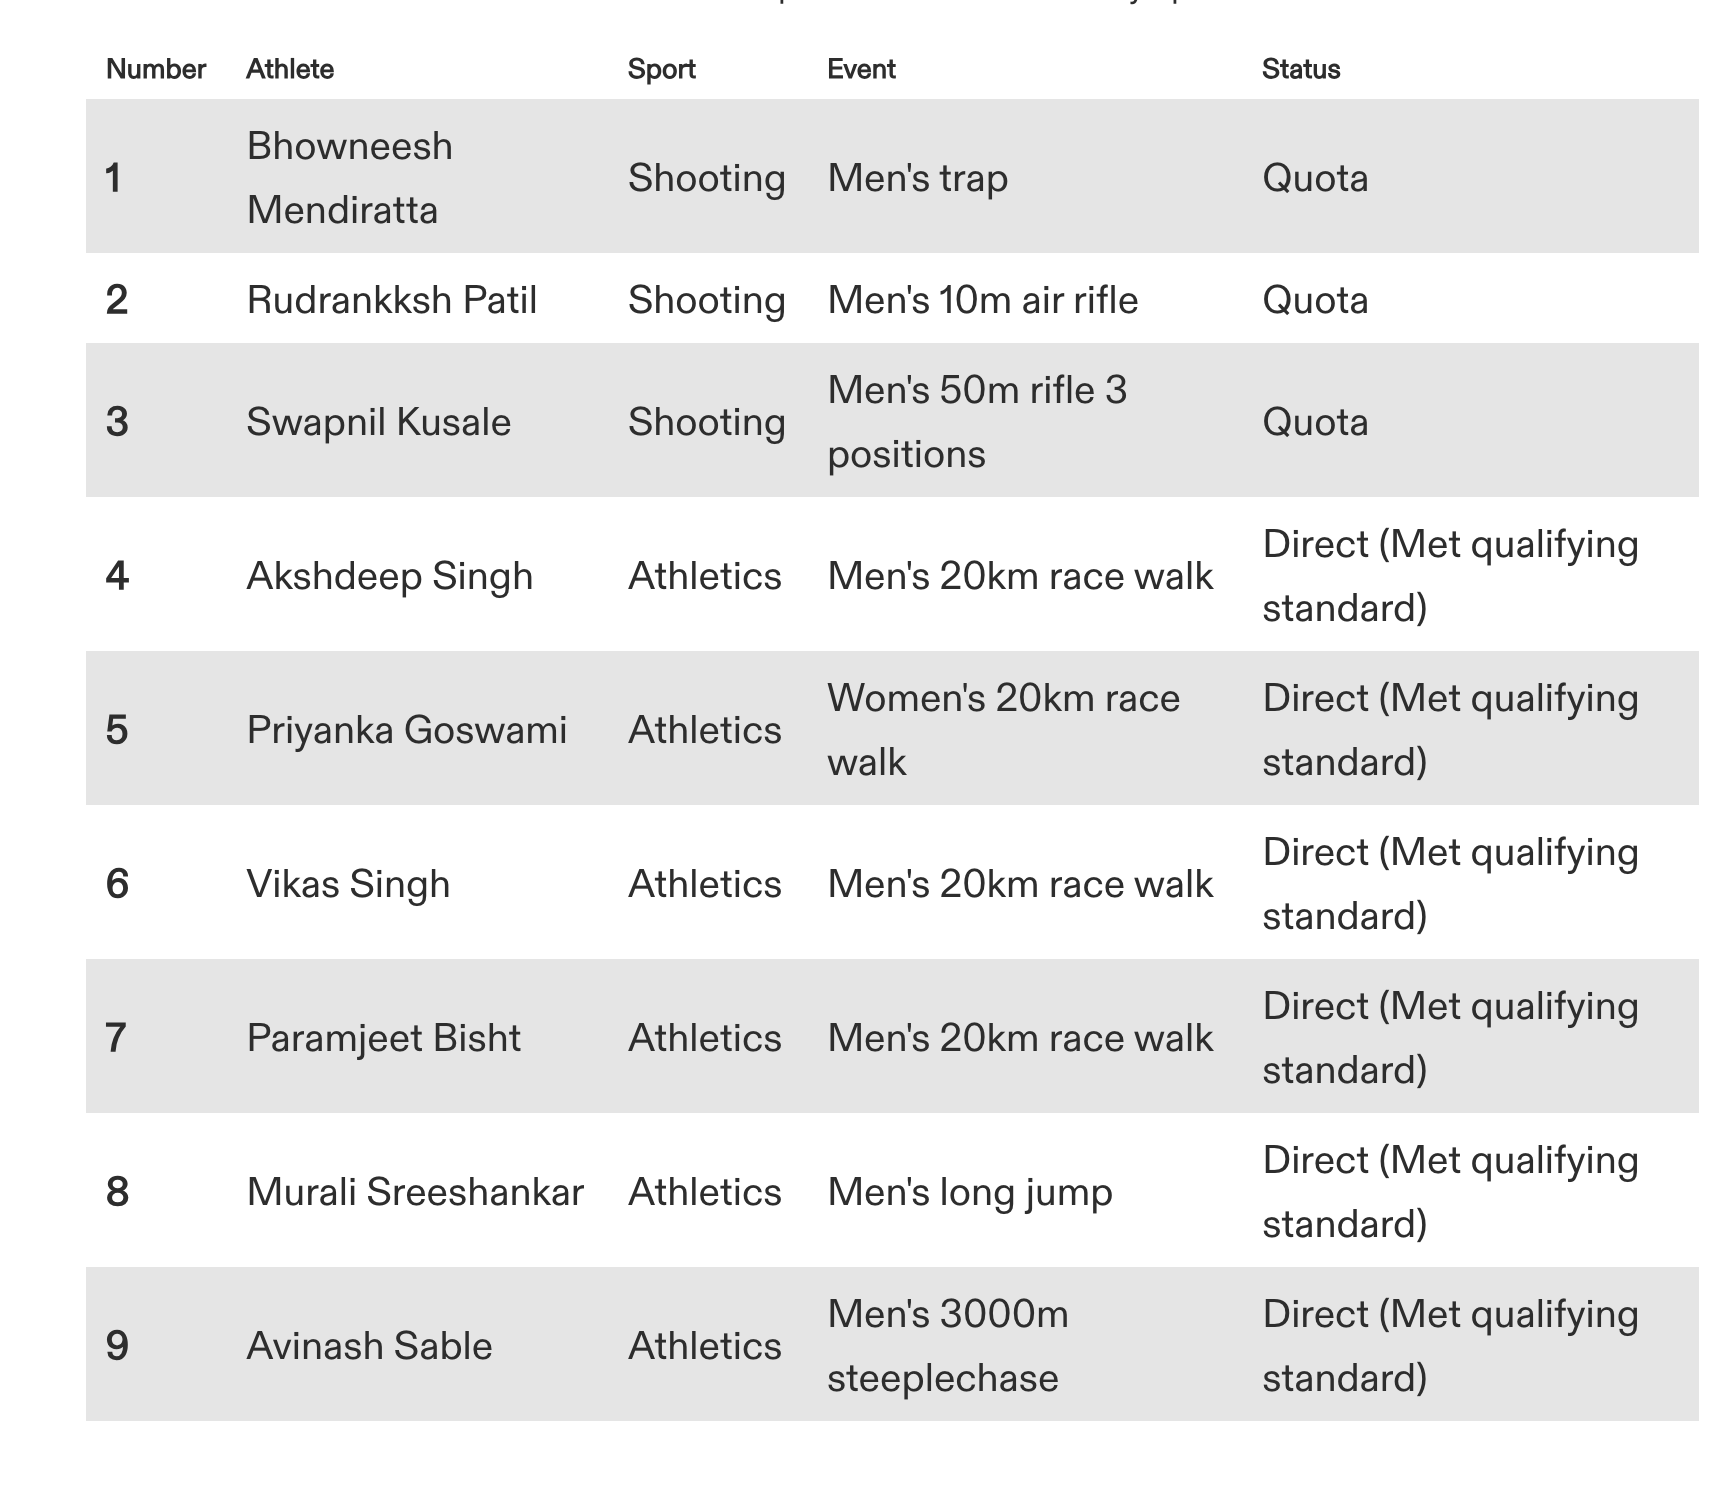 Number Athlete Sport Event Status
1 Bhowneesh Mendiratta Shooting Men's trap Quota
2 Rudrankksh Patil Shooting Men's 10m air rifle Quota
3 Swapnil Kusale Shooting Men's 50m rifle 3 positions Quota
4 Akshdeep Singh Athletics Men's 20km race walk Direct (Met qualifying standard)
5 Priyanka Goswami Athletics Women's 20km race walk Direct (Met qualifying standard)
6 Vikas Singh Athletics Men's 20km race walk Direct (Met qualifying standard)
7 Paramjeet Bisht Athletics Men's 20km race walk Direct (Met qualifying standard)
8 Murali Sreeshankar Athletics Men's long jump Direct (Met qualifying standard)
9 Avinash Sable Athletics Men's 3000m steeplechase Direct (Met qualifying standard)